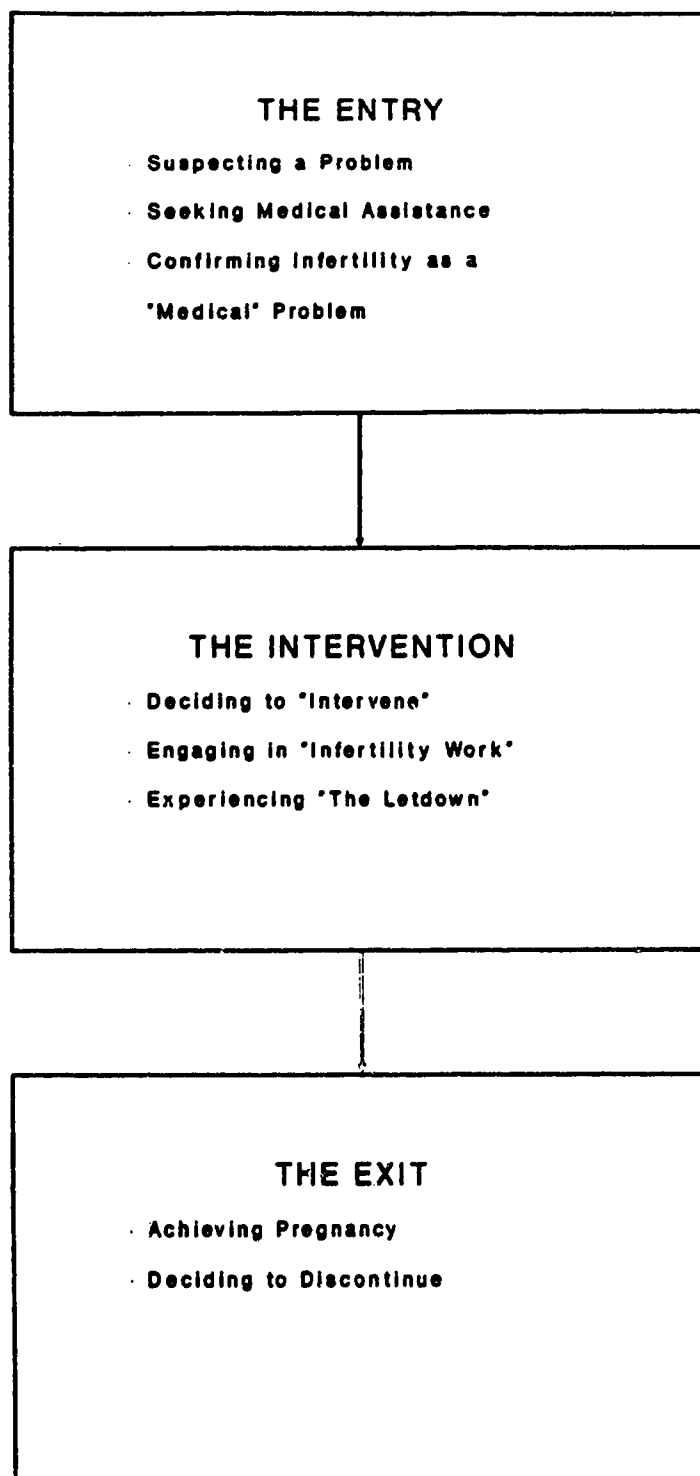 THE ENTRY
· Suspecting a Problem
· Seeking Medical Assistance
· Confirming Infertility as a
"Medical" Problem
THE INTERVENTION
· Deciding to "Intervene"
· Engaging in "Infertility Work"
· Experiencing "The Letdown"
THE EXIT
· Achieving Pregnancy
· Deciding to Discontinue